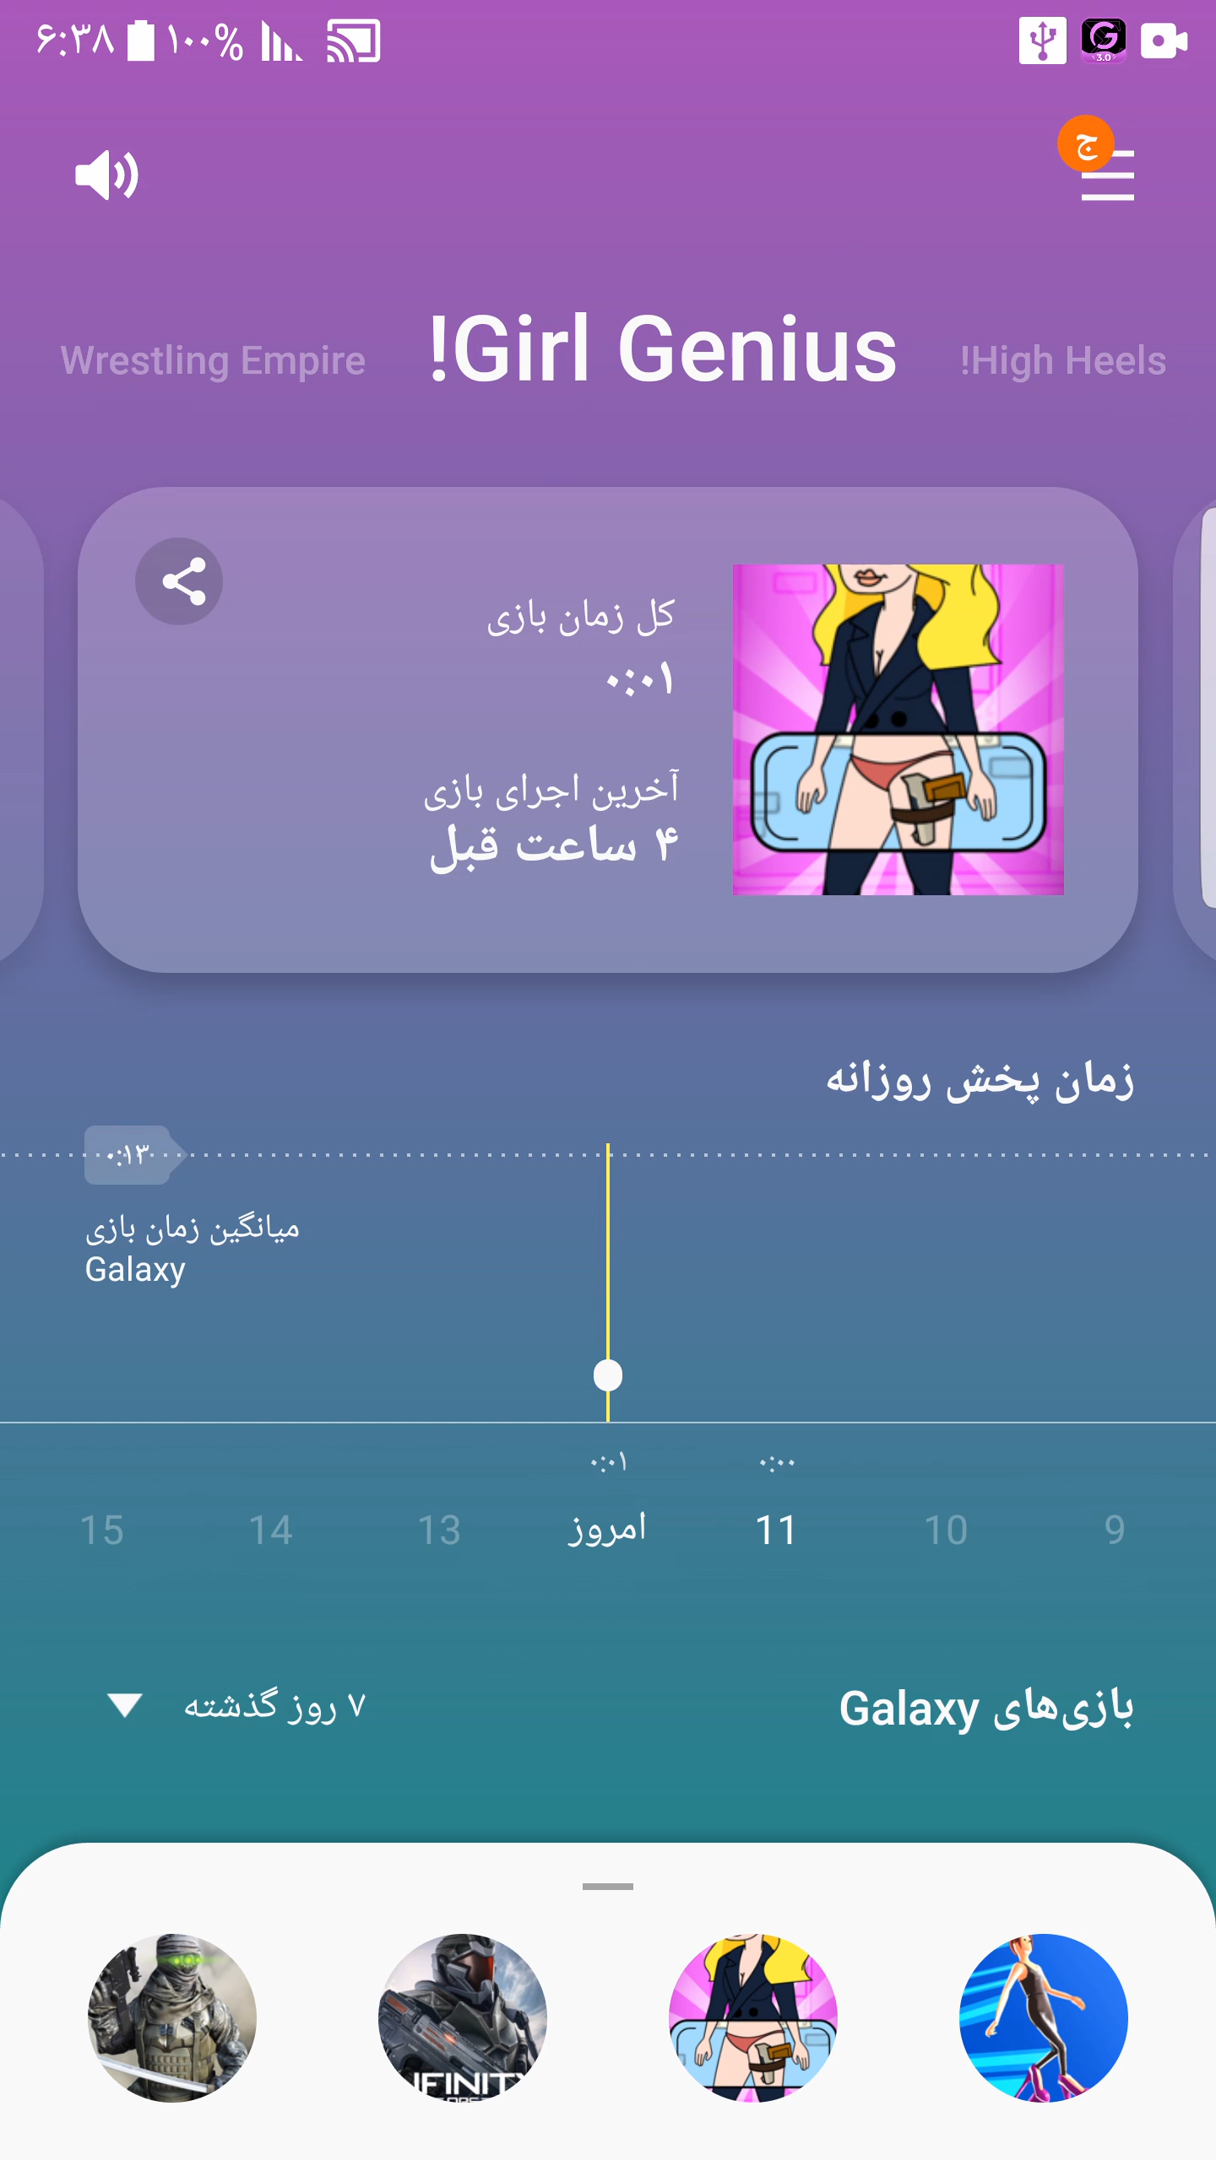 ۶:۳۸ ۱۰۰%
G 3.0
ج
Wrestling Empire
Girl Genius!
High Heels!
کل زمان بازی
۰:۰۱
آخرین اجرای بازی
۴ ساعت قبل
زمان پخش روزانه
۰:۱۳
میانگین زمان بازی
Galaxy
۰:۰۱ ۰:۰۰
15 14 13 امروز 11 10 9
بازی‌های Galaxy
۷ روز گذشته